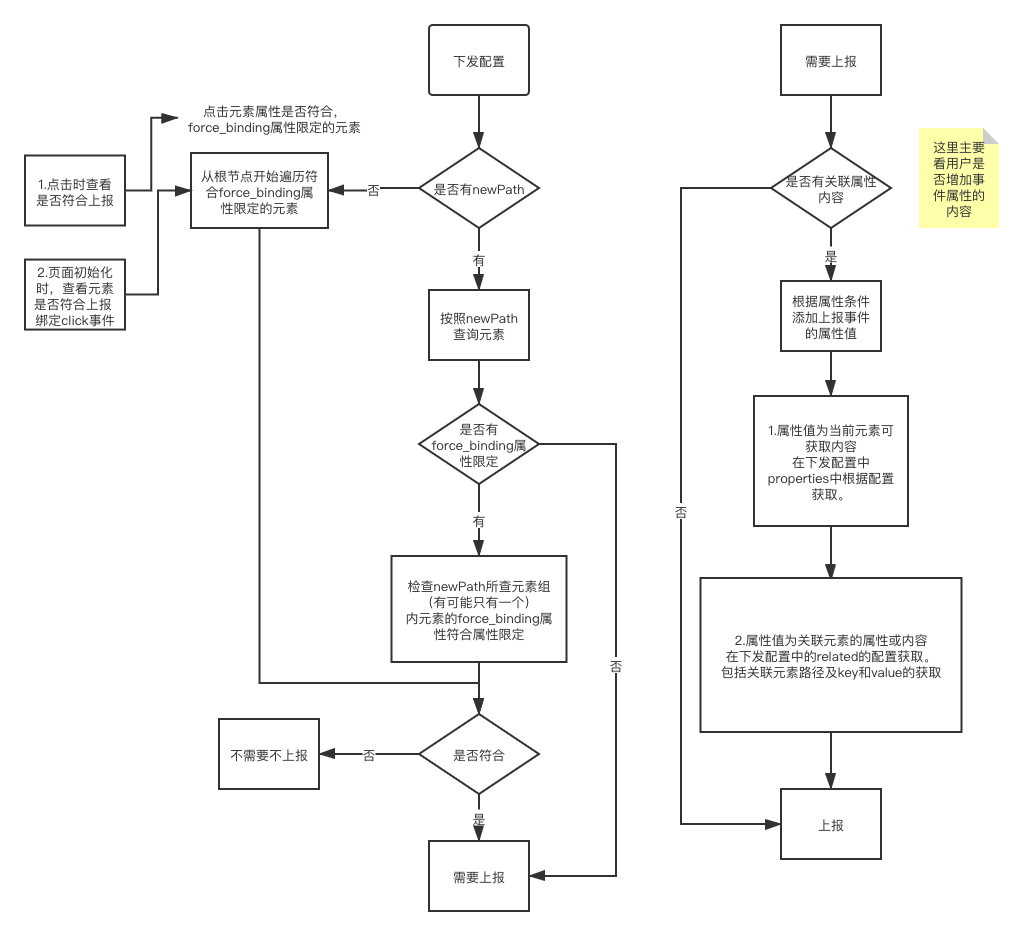 下发配置
是否有newPath
否
有
点击元素属性是否符合，
force_binding属性限定的元素
1.点击时查看
是否符合上报
从根节点开始遍历符
合force_binding属
性限定的元素
2.页面初始化
时，查看元素
是否符合上报
绑定click事件
按照newPath
查询元素
是否有
force_binding属
性限定
有
否
检查newPath所查元素组
（有可能只有一个）
内元素的force_binding属
性符合属性限定
是否符合
否
不需要不上报
是
需要上报
需要上报
是否有关联属性
内容
是
否
这里主要
看用户是
否增加事
件属性的
内容
根据属性条件
添加上报事件
的属性值
1.属性值为当前元素可
获取内容
在下发配置中
properties中根据配置
获取。
2.属性值为关联元素的属性或内容
在下发配置中的related的配置获取。
包括关联元素路径及key和value的获取
上报